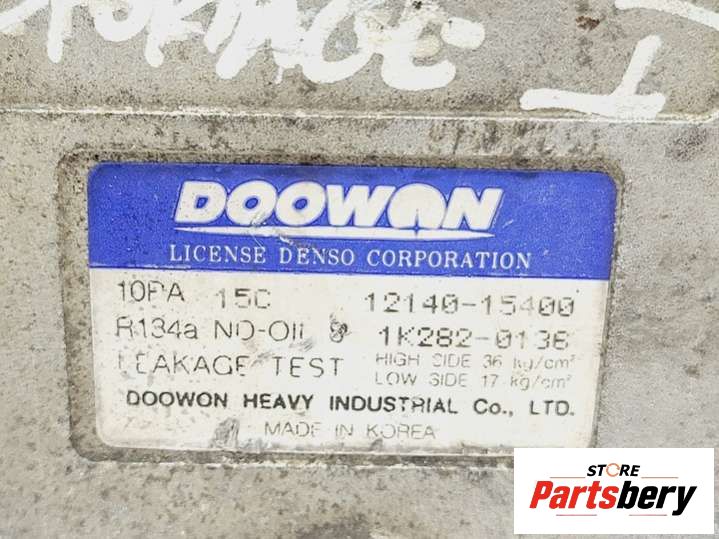 SPORTAGE I
DOOWON
LICENSE DENSO CORPORATION
10PA 15C 12140-15400
R134a ND-OIL 8 1K282-0136
LEAKAGE TEST HIGH SIDE 36 kg/cm²
LOW SIDE 17 kg/cm²
DOOWON HEAVY INDUSTRIAL Co., LTD.
MADE IN KOREA
STORE
Partsbery